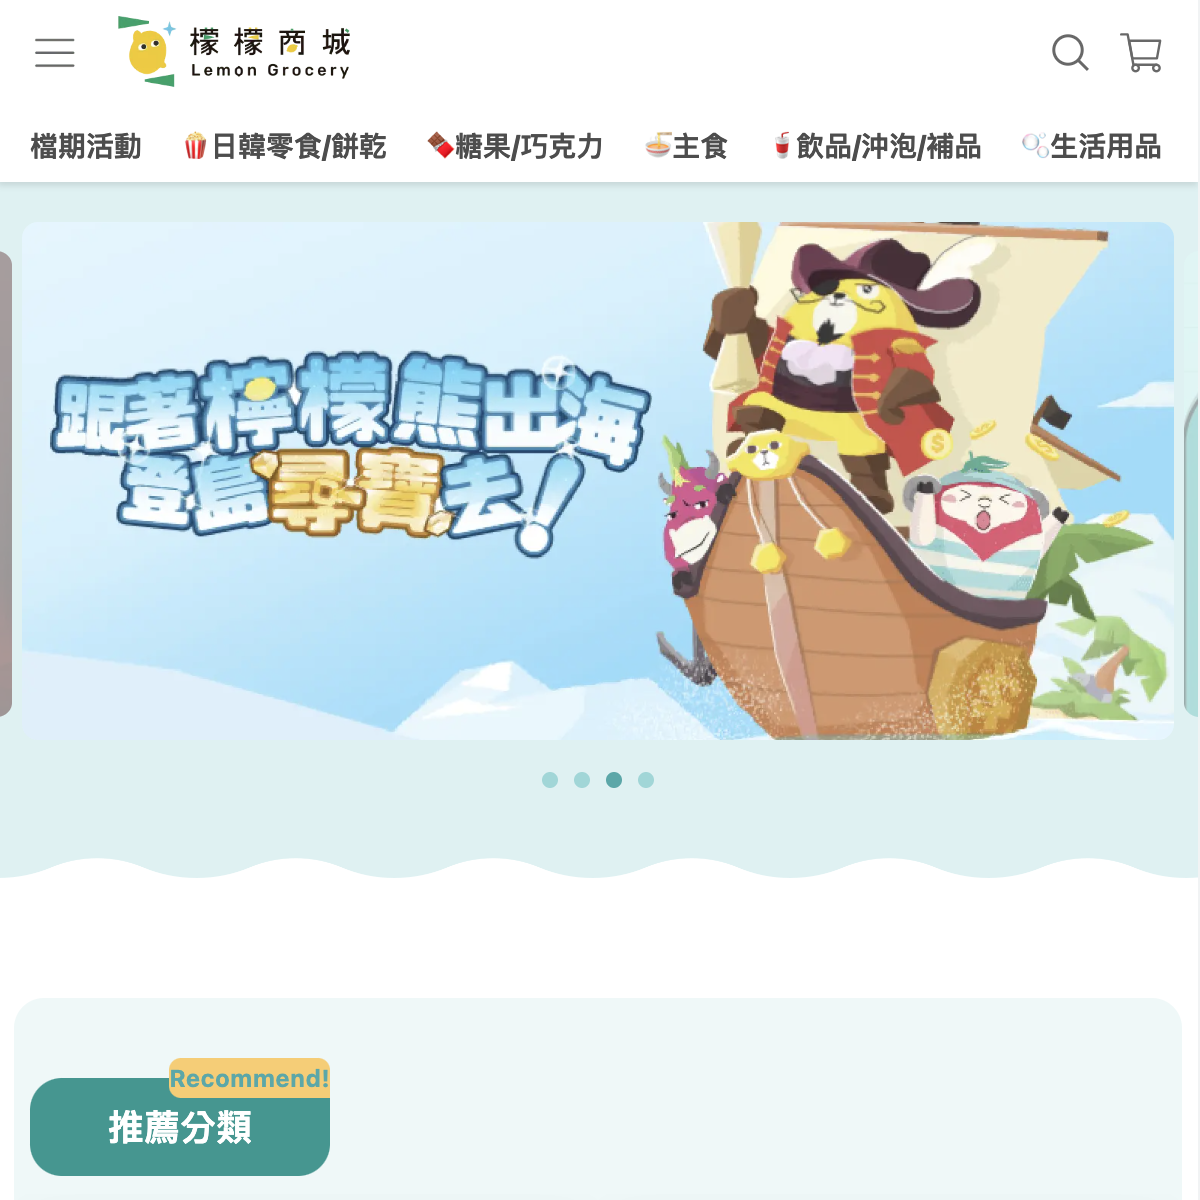 檬檬商城
Lemon Grocery
檔期活動 🍿日韓零食/餅乾 🍫糖果/巧克力 🍜主食 🥤飲品/沖泡/補品 🫧生活用品
跟著檸檬熊出海
登島尋寶去!
Recommend!
推薦分類